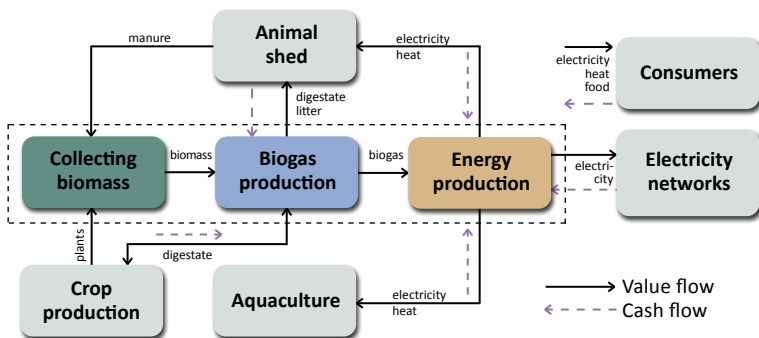 manure
Animal
shed
electricity
heat
electricity
heat
food
Consumers
digestate
litter
Collecting
biomass
biomass
Biogas
production
biogas
Energy
production
electri-
city
Electricity
networks
plants
digestate
Crop
production
Aquaculture
electricity
heat
Value flow
Cash flow